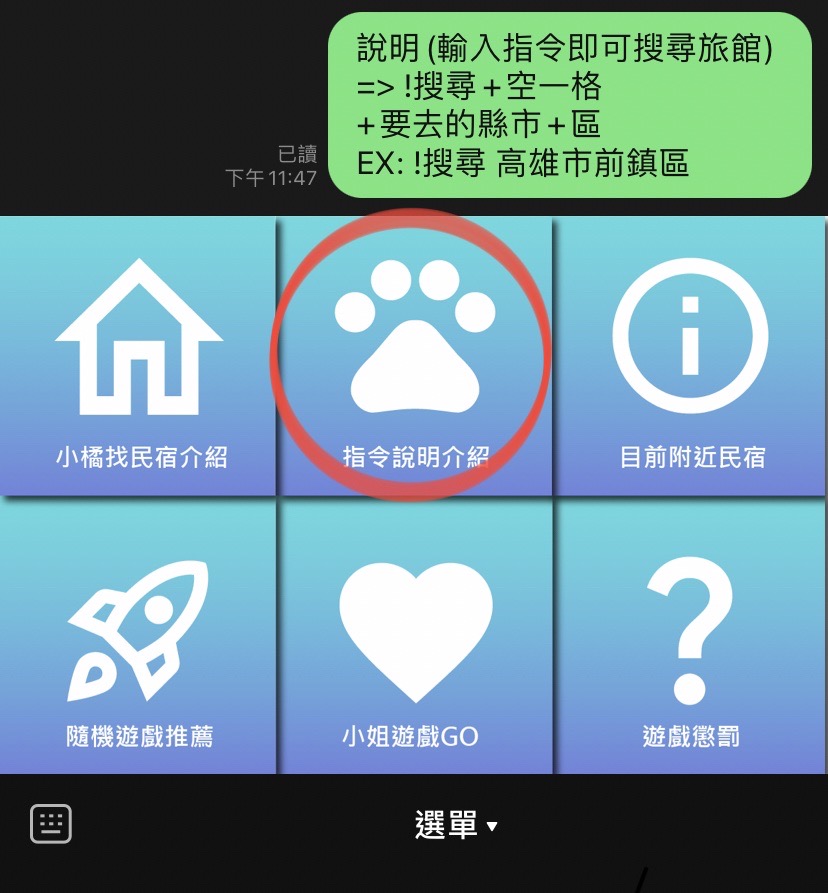 說明(輸入指令即可搜尋旅館)
=> !搜尋+空一格
+要去的縣市+區
EX: !搜尋 高雄市前鎮區
已讀
下午11:47
小橘找民宿介紹
指令說明介紹
目前附近民宿
隨機遊戲推薦
小姐遊戲GO
遊戲懲罰
選單